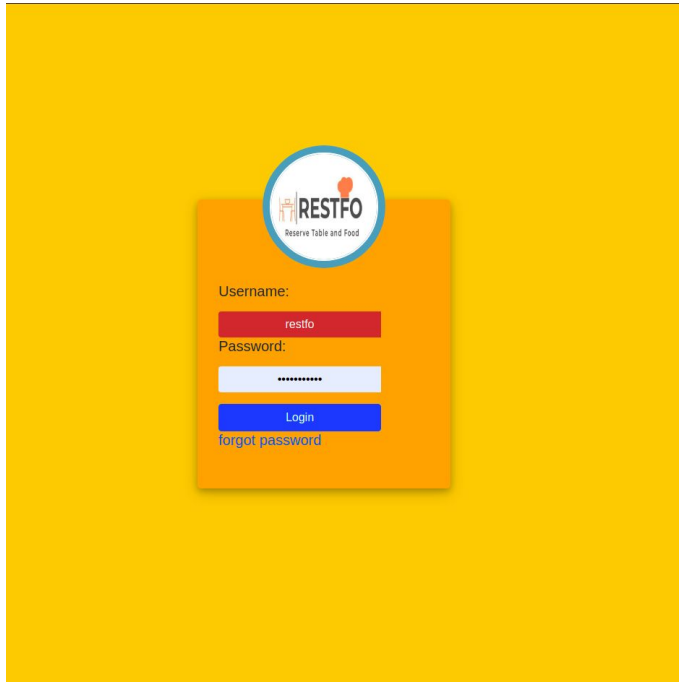 RESTFO
Reserve Table and Food
Username:
restfo
Password:
•••••••••••
Login
forgot password